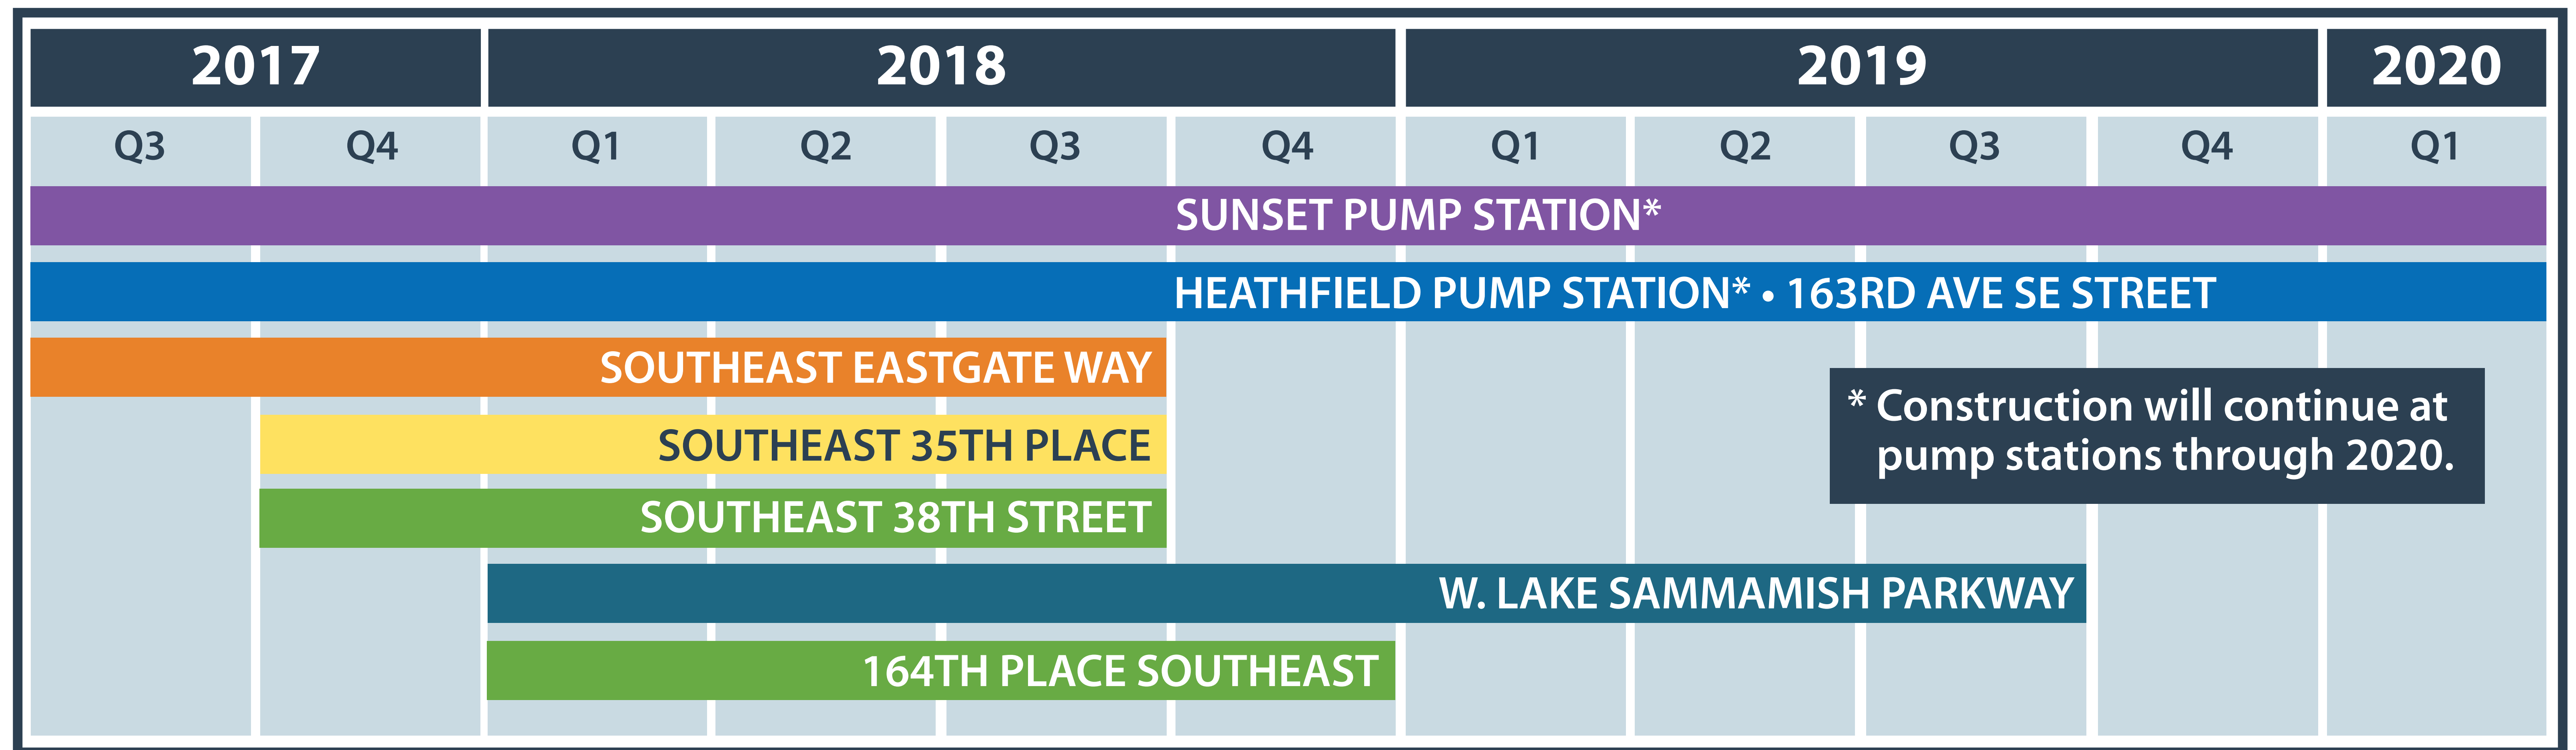 2017 2018 2019 2020
Q3 Q4 Q1 Q2 Q3 Q4 Q1 Q2 Q3 Q4 Q1
SUNSET PUMP STATION*
HEATHFIELD PUMP STATION* • 163RD AVE SE STREET
SOUTHEAST EASTGATE WAY
* Construction will continue at
pump stations through 2020.
SOUTHEAST 35TH PLACE
SOUTHEAST 38TH STREET
W. LAKE SAMMAMISH PARKWAY
164TH PLACE SOUTHEAST